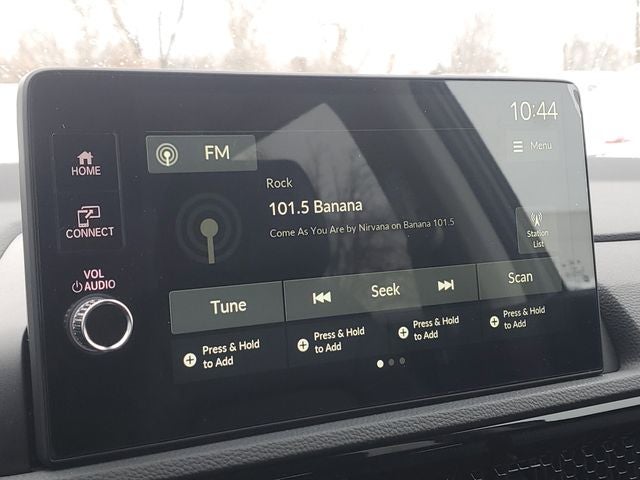 10:44
HOME
FM
Menu
Rock
101.5 Banana
Come As You Are by Nirvana on Banana 101.5
CONNECT
Station
List
VOL
AUDIO
Tune
Seek
Scan
Press & Hold
to Add
Press & Hold
to Add
Press & Hold
to Add
Press & Hold
to Add